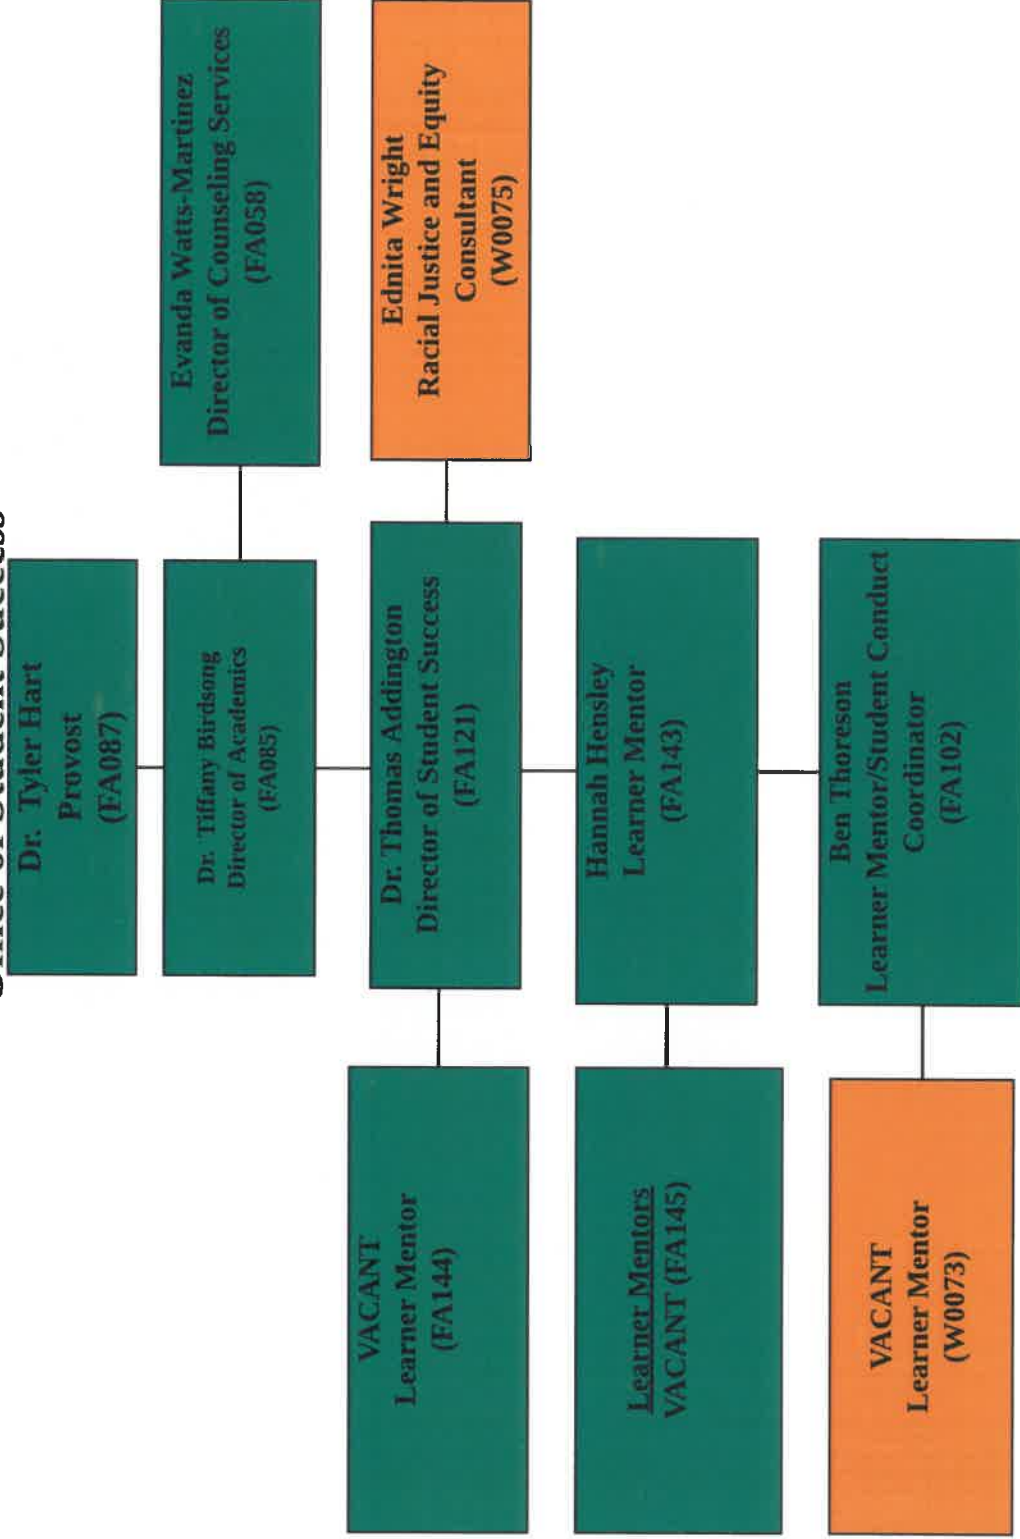 Office of Student Success
Dr. Tyler Hart
Provost
(FA087)
Dr. Tiffany Birdsong
Director of Academics
(FA085)
Evanda Watts-Martinez
Director of Counseling Services
(FA058)
VACANT
Learner Mentor
(FA144)
Dr. Thomas Addington
Director of Student Success
(FA121)
Ednita Wright
Racial Justice and Equity
Consultant
(W0075)
Learner Mentors
VACANT (FA145)
Hannah Hensley
Learner Mentor
(FA143)
VACANT
Learner Mentor
(W0073)
Ben Thoreson
Learner Mentor/Student Conduct
Coordinator
(FA102)